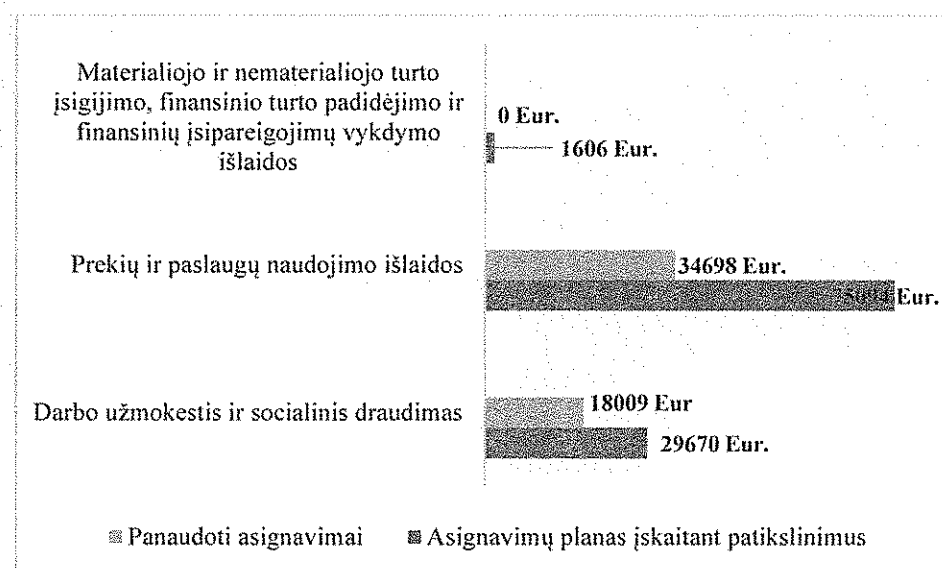 Materialiojo ir nematerialiojo turto
įsigijimo, finansinio turto padidėjimo ir
finansinių įsipareigojimų vykdymo
išlaidos
0 Eur.
1606 Eur.
Prekių ir paslaugų naudojimo išlaidos
34698 Eur.
Eur.
Darbo užmokestis ir socialinis draudimas
18009 Eur
29670 Eur.
Panaudoti asignavimai
Asignavimų planas įskaitant patikslinimus